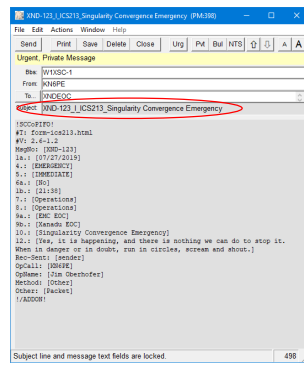 XND-123_I_ICS213_Singularity Convergence Emergency (PM:398)
File Edit Actions Window Help
Send Print Save Delete Close Urg Pvt Bul NTS A A
Urgent, Private Message
Bbs: W1XSC-1
From: KN6PE
To... XNDEOC
Subject: XND-123_I_ICS213_Singularity Convergence Emergency
!SCCoPIFO!
#T: form-ics213.html
#V: 2.6-1.2
MsgNo: [XND-123]
1a.: [07/27/2019]
4.: [EMERGENCY]
5.: [IMMEDIATE]
6a.: [No]
1b.: [21:38]
7.: [Operations]
8.: [Operations]
9a.: [EMC EOC]
9b.: [Xanadu EOC]
10.: [Singularity Convergence Emergency]
12.: [Yes, it is happening, and there is nothing we can do to stop it.
When in danger or in doubt, run in circles, scream and shout.]
Rec-Sent: [sender]
OpCall: [KN6PE]
OpName: [Jim Oberhofer]
Method: [Other]
Other: [Packet]
!/ADDON!
Subject line and message text fields are locked. 498